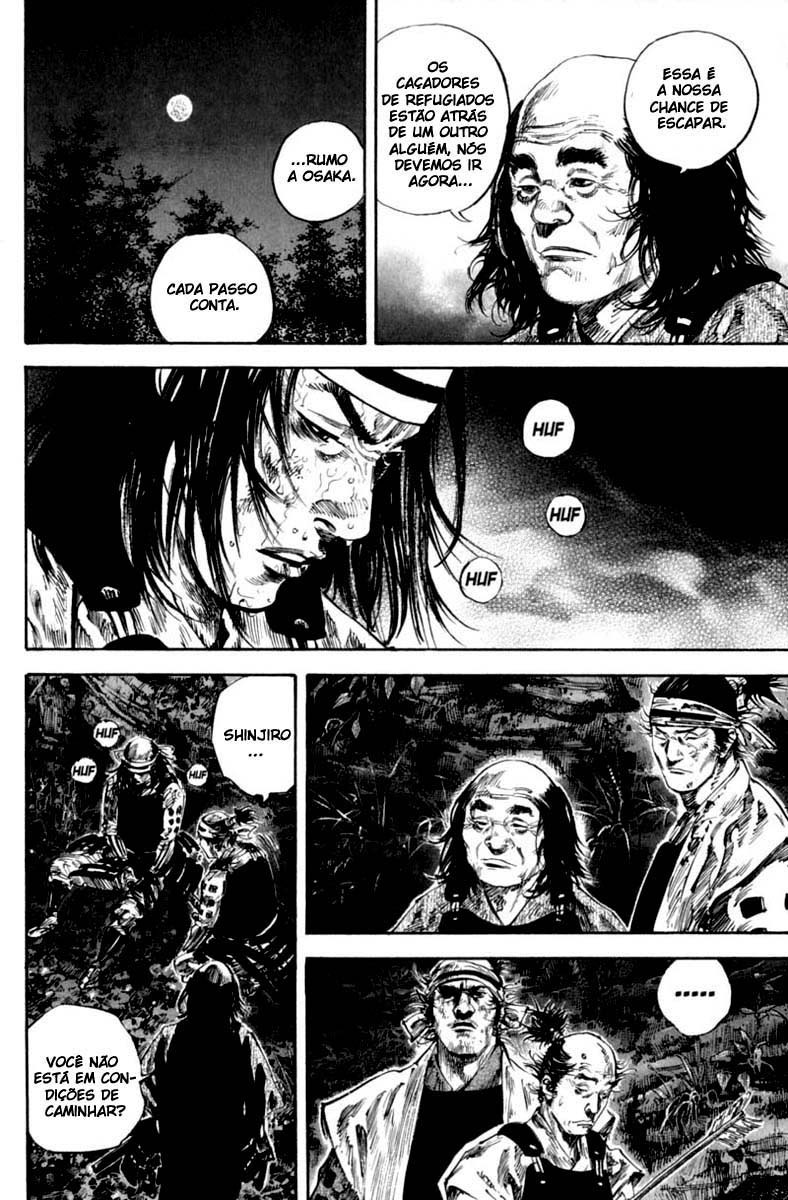 ESSA É
A NOSSA
CHANCE DE
ESCAPAR.
OS
CAÇADORES
DE REFUGIADOS
ESTÃO ATRÁS
DE UM OUTRO
ALGUÉM, NÓS
DEVEMOS IR
AGORA...
...RUMO
A OSAKA.
CADA PASSO
CONTA.
HUF
HUF
HUF
SHINJIRO
...
HUF
HUF
HUF
VOCÊ NÃO
ESTÁ EM CON-
DIÇÕES DE
CAMINHAR?
.....